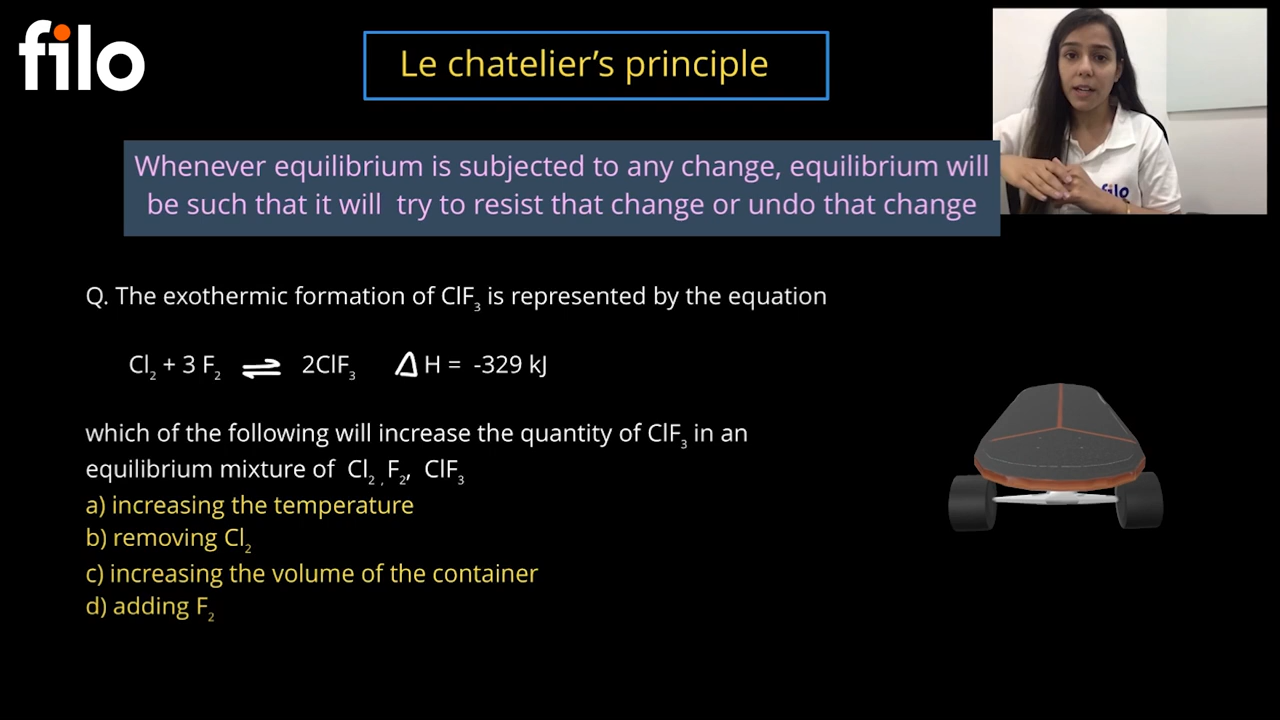 filo
Le chatelier's principle
Whenever equilibrium is subjected to any change, equilibrium will
be such that it will try to resist that change or undo that change
filo
Q. The exothermic formation of ClF₃ is represented by the equation
Cl₂ + 3 F₂ ⇌ 2ClF₃ Δ H = -329 kJ
which of the following will increase the quantity of ClF₃ in an
equilibrium mixture of Cl₂ , F₂, ClF₃
a) increasing the temperature
b) removing Cl₂
c) increasing the volume of the container
d) adding F₂